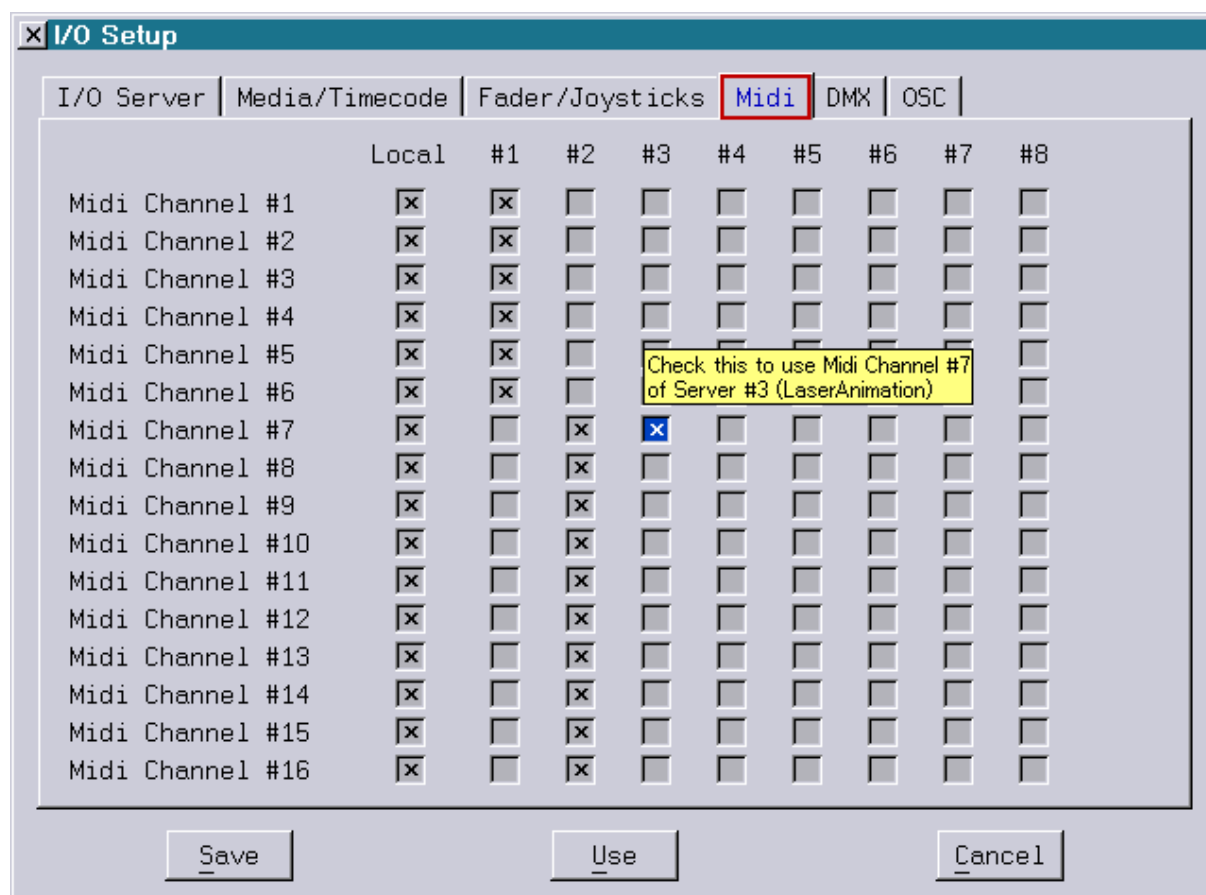 I/O Setup
I/O Server Media/Timecode Fader/Joysticks Midi DMX OSC
Local #1 #2 #3 #4 #5 #6 #7 #8
Midi Channel #1
Midi Channel #2
Midi Channel #3
Midi Channel #4
Midi Channel #5
Midi Channel #6
Check this to use Midi Channel #7
of Server #3 (LaserAnimation)
Midi Channel #7
Midi Channel #8
Midi Channel #9
Midi Channel #10
Midi Channel #11
Midi Channel #12
Midi Channel #13
Midi Channel #14
Midi Channel #15
Midi Channel #16
Save Use Cancel